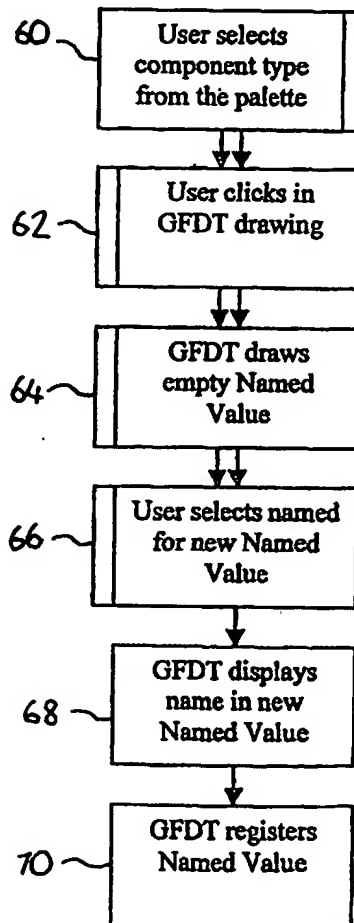 60
User selects
component type
from the palette
62
User clicks in
GFDT drawing
64
GFDT draws
empty Named
Value
66
User selects named
for new Named
Value
68
GFDT displays
name in new
Named Value
70
GFDT registers
Named Value